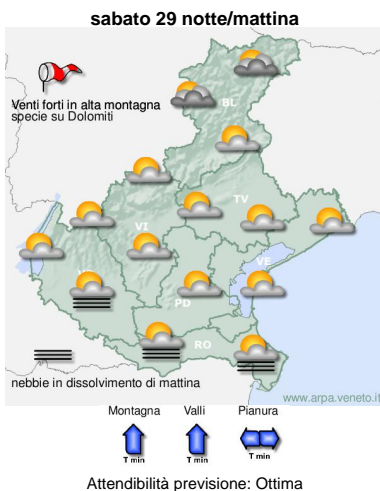 sabato 29 notte/mattina
Venti forti in alta montagna
specie su Dolomiti
BL
TV
VI
VE
PD
RO
nebbie in dissolvimento di mattina
www.arpa.veneto.it
Montagna Valli Pianura
T min T min T min
Attendibilità previsione: Ottima